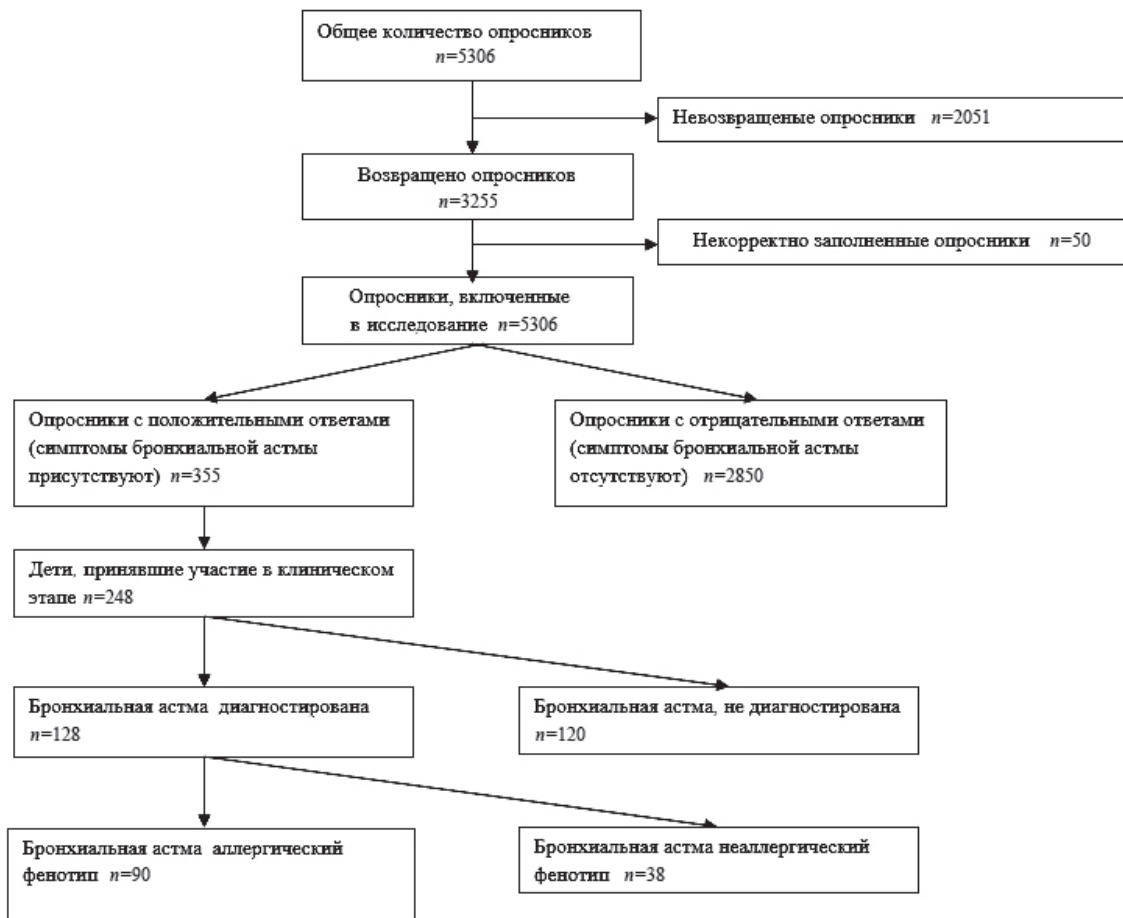 Общее количество опросников
n=5306
Невозвращеные опросники n=2051
Возвращено опросников
n=3255
Некорректно заполненные опросники n=50
Опросники, включенные
в исследование n=5306
Опросники с положительными ответами
(симптомы бронхиальной астмы
присутствуют) n=355
Опросники с отрицательными ответами
(симптомы бронхиальной астмы
отсутствуют) n=2850
Дети, принявшие участие в клиническом
этапе n=248
Бронхиальная астма диагностирована
n=128
Бронхиальная астма, не диагностирована
n=120
Бронхиальная астма аллергический
фенотип n=90
Бронхиальная астма неаллергический
фенотип n=38